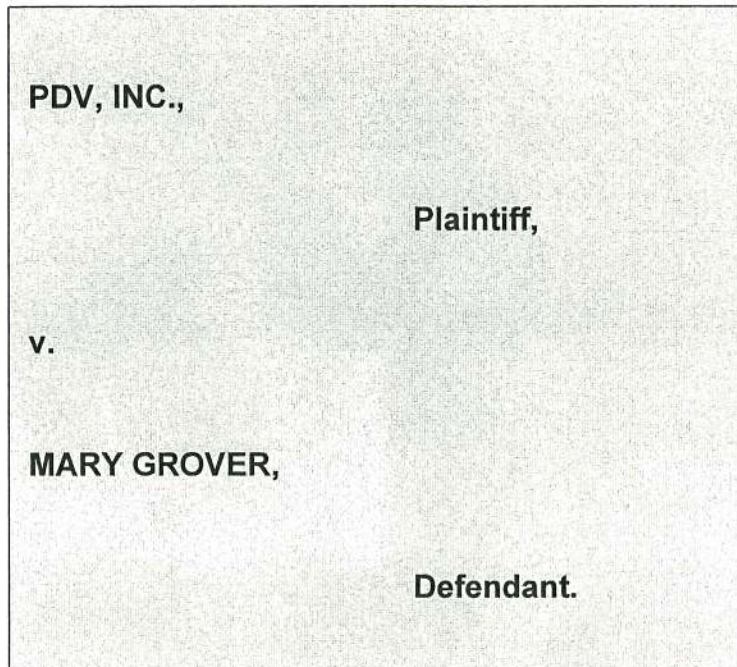 PDV, INC.,
Plaintiff,
v.
MARY GROVER,
Defendant.